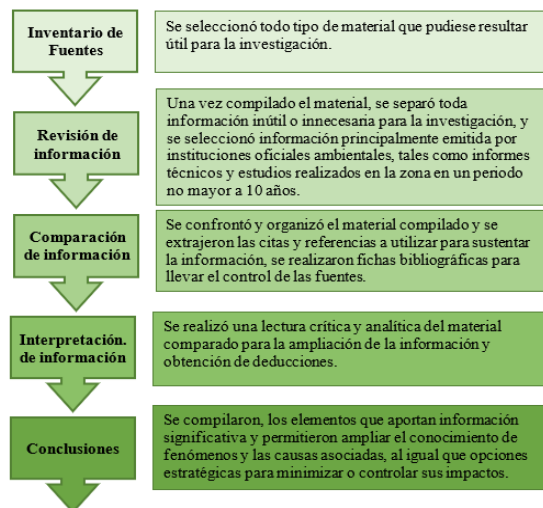 Inventario de
Fuentes
Se seleccionó todo tipo de material que pudiese resultar
útil para la investigación.
Revisión de
información
Una vez compilado el material, se separó toda
información inútil o innecesaria para la investigación, y
se seleccionó información principalmente emitida por
instituciones oficiales ambientales, tales como informes
técnicos y estudios realizados en la zona en un periodo
no mayor a 10 años.
Comparación
de información
Se confrontó y organizó el material compilado y se
extrajeron las citas y referencias a utilizar para sustentar
la información, se realizaron fichas bibliográficas para
llevar el control de las fuentes.
Interpretación.
de información
Se realizó una lectura crítica y analítica del material
comparado para la ampliación de la información y
obtención de deducciones.
Conclusiones
Se compilaron, los elementos que aportan información
significativa y permitieron ampliar el conocimiento de
fenómenos y las causas asociadas, al igual que opciones
estratégicas para minimizar o controlar sus impactos.